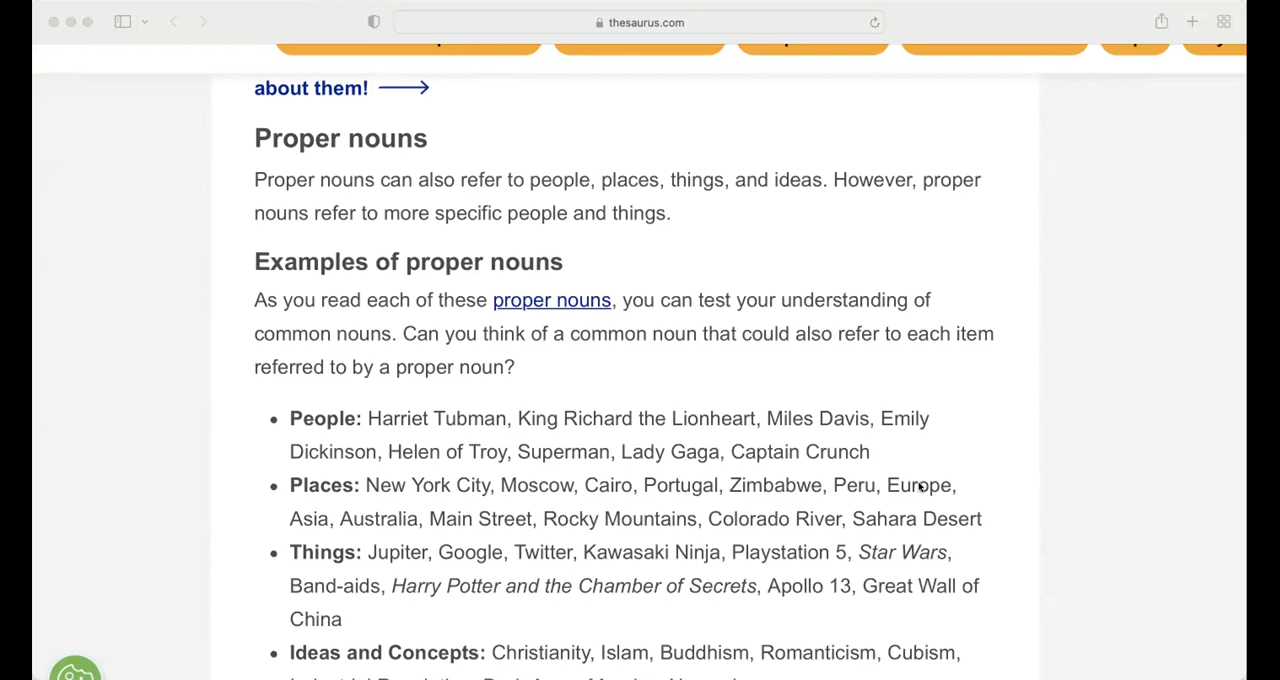 thesaurus.com
about them!
Proper nouns
Proper nouns can also refer to people, places, things, and ideas. However, proper
nouns refer to more specific people and things.
Examples of proper nouns
As you read each of these proper nouns, you can test your understanding of
common nouns. Can you think of a common noun that could also refer to each item
referred to by a proper noun?
People: Harriet Tubman, King Richard the Lionheart, Miles Davis, Emily
Dickinson, Helen of Troy, Superman, Lady Gaga, Captain Crunch
Places: New York City, Moscow, Cairo, Portugal, Zimbabwe, Peru, Europe,
Asia, Australia, Main Street, Rocky Mountains, Colorado River, Sahara Desert
Things: Jupiter, Google, Twitter, Kawasaki Ninja, Playstation 5, Star Wars,
Band-aids, Harry Potter and the Chamber of Secrets, Apollo 13, Great Wall of
China
Ideas and Concepts: Christianity, Islam, Buddhism, Romanticism, Cubism,